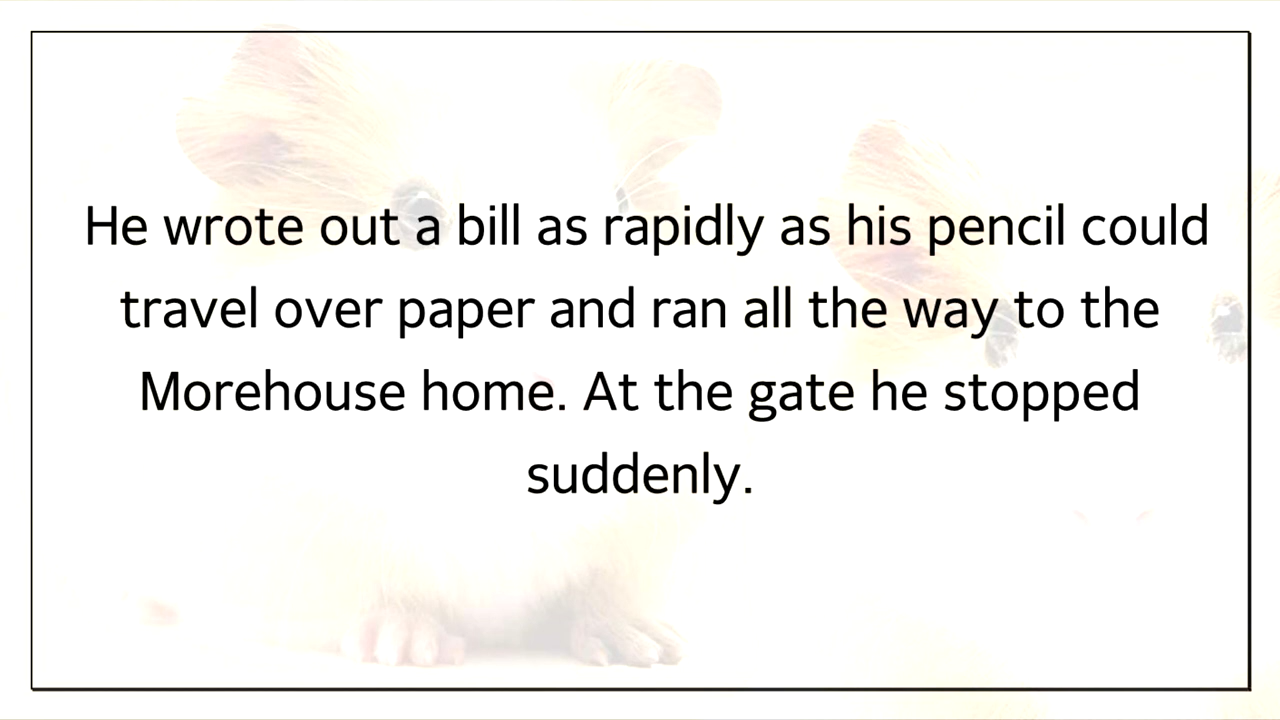 He wrote out a bill as rapidly as his pencil could
travel over paper and ran all the way to the
Morehouse home. At the gate he stopped
suddenly.